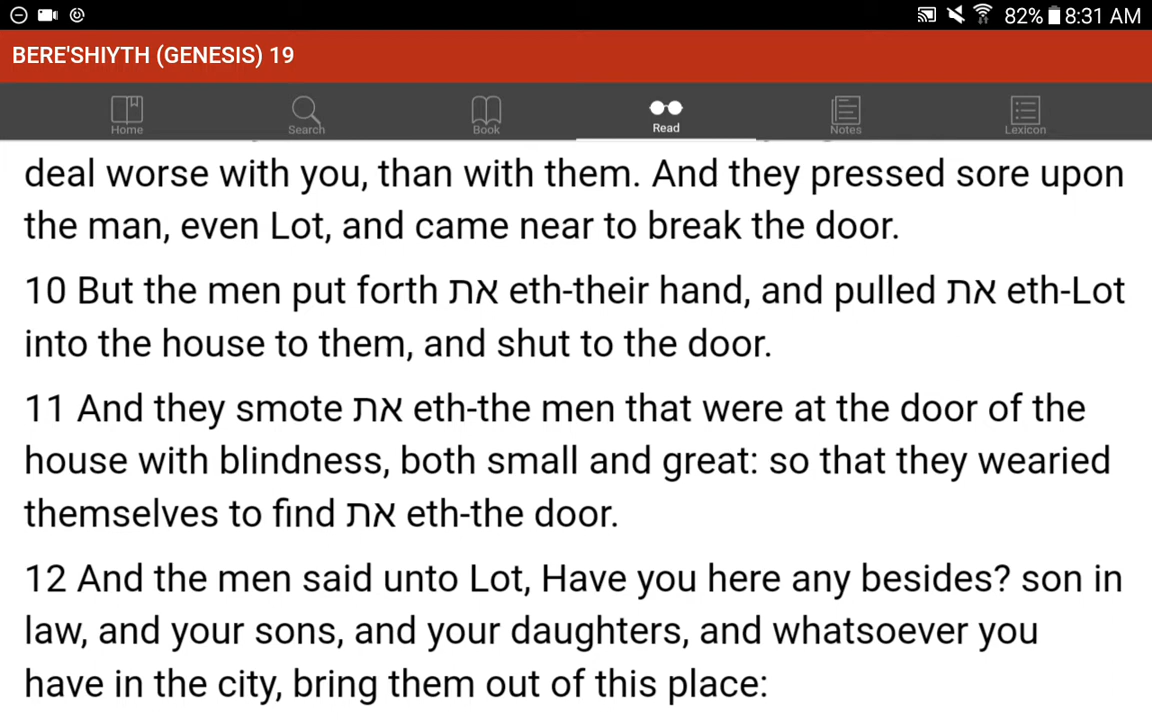 82% 8:31 AM
BERE'SHIYTH (GENESIS) 19
Home Search Book Read Notes Lexicon
deal worse with you, than with them. And they pressed sore upon
the man, even Lot, and came near to break the door.
10 But the men put forth את eth-their hand, and pulled את eth-Lot
into the house to them, and shut to the door.
11 And they smote את eth-the men that were at the door of the
house with blindness, both small and great: so that they wearied
themselves to find את eth-the door.
12 And the men said unto Lot, Have you here any besides? son in
law, and your sons, and your daughters, and whatsoever you
have in the city, bring them out of this place: